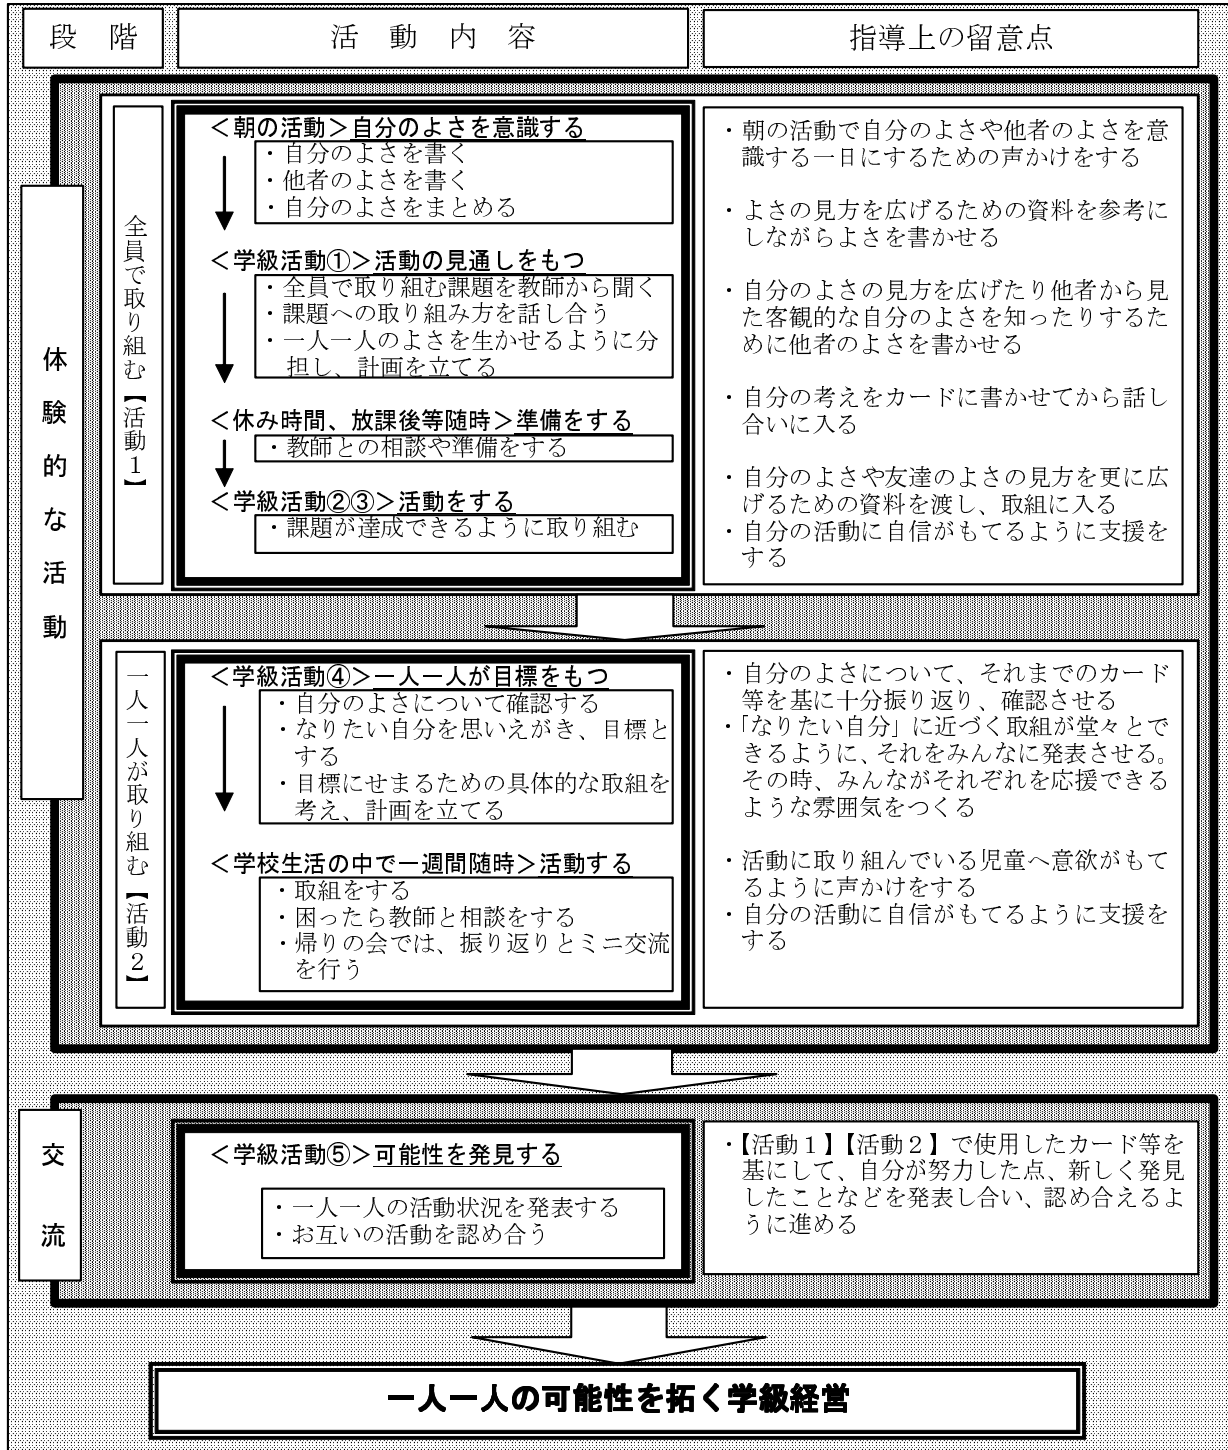 段階
活動内容
指導上の留意点
体験的な活動
全員で取り組む【活動1】
＜朝の活動＞自分のよさを意識する
・自分のよさを書く
・他者のよさを書く
・自分のよさをまとめる
＜学級活動①＞活動の見通しをもつ
・全員で取り組む課題を教師から聞く
・課題への取り組み方を話し合う
・一人一人のよさを生かせるように分
担し、計画を立てる
＜休み時間、放課後等随時＞準備をする
・教師との相談や準備をする
＜学級活動②③＞活動をする
・課題が達成できるように取り組む
・朝の活動で自分のよさや他者のよさを意
識する一日にするための声かけをする
・よさの見方を広げるための資料を参考に
しながらよさを書かせる
・自分のよさの見方を広げたり他者から見
た客観的な自分のよさを知ったりするた
めに他者のよさを書かせる
・自分の考えをカードに書かせてから話し
合いに入る
・自分のよさや友達のよさの見方を更に広
げるための資料を渡し、取組に入る
・自分の活動に自信がもてるように支援を
する
一人一人が取り組む【活動2】
＜学級活動④＞一人一人が目標をもつ
・自分のよさについて確認する
・なりたい自分を思いえがき、目標と
する
・目標にせまるための具体的な取組を
考え、計画を立てる
＜学校生活の中で一週間随時＞活動する
・取組をする
・困ったら教師と相談をする
・帰りの会では、振り返りとミニ交流
を行う
・自分のよさについて、それまでのカード
等を基に十分振り返り、確認させる
・「なりたい自分」に近づく取組が堂々とで
きるように、それをみんなに発表させる。
その時、みんながそれぞれを応援できる
ような雰囲気をつくる
・活動に取り組んでいる児童へ意欲がも
てるように声かけをする
・自分の活動に自信がもてるように支援を
する
交流
＜学級活動⑤＞可能性を発見する
・一人一人の活動状況を発表する
・お互いの活動を認め合う
・【活動1】【活動2】で使用したカード等を
基にして、自分が努力した点、新しく発見
したことなどを発表し合い、認め合えるよ
うに進める
一人一人の可能性を拓く学級経営